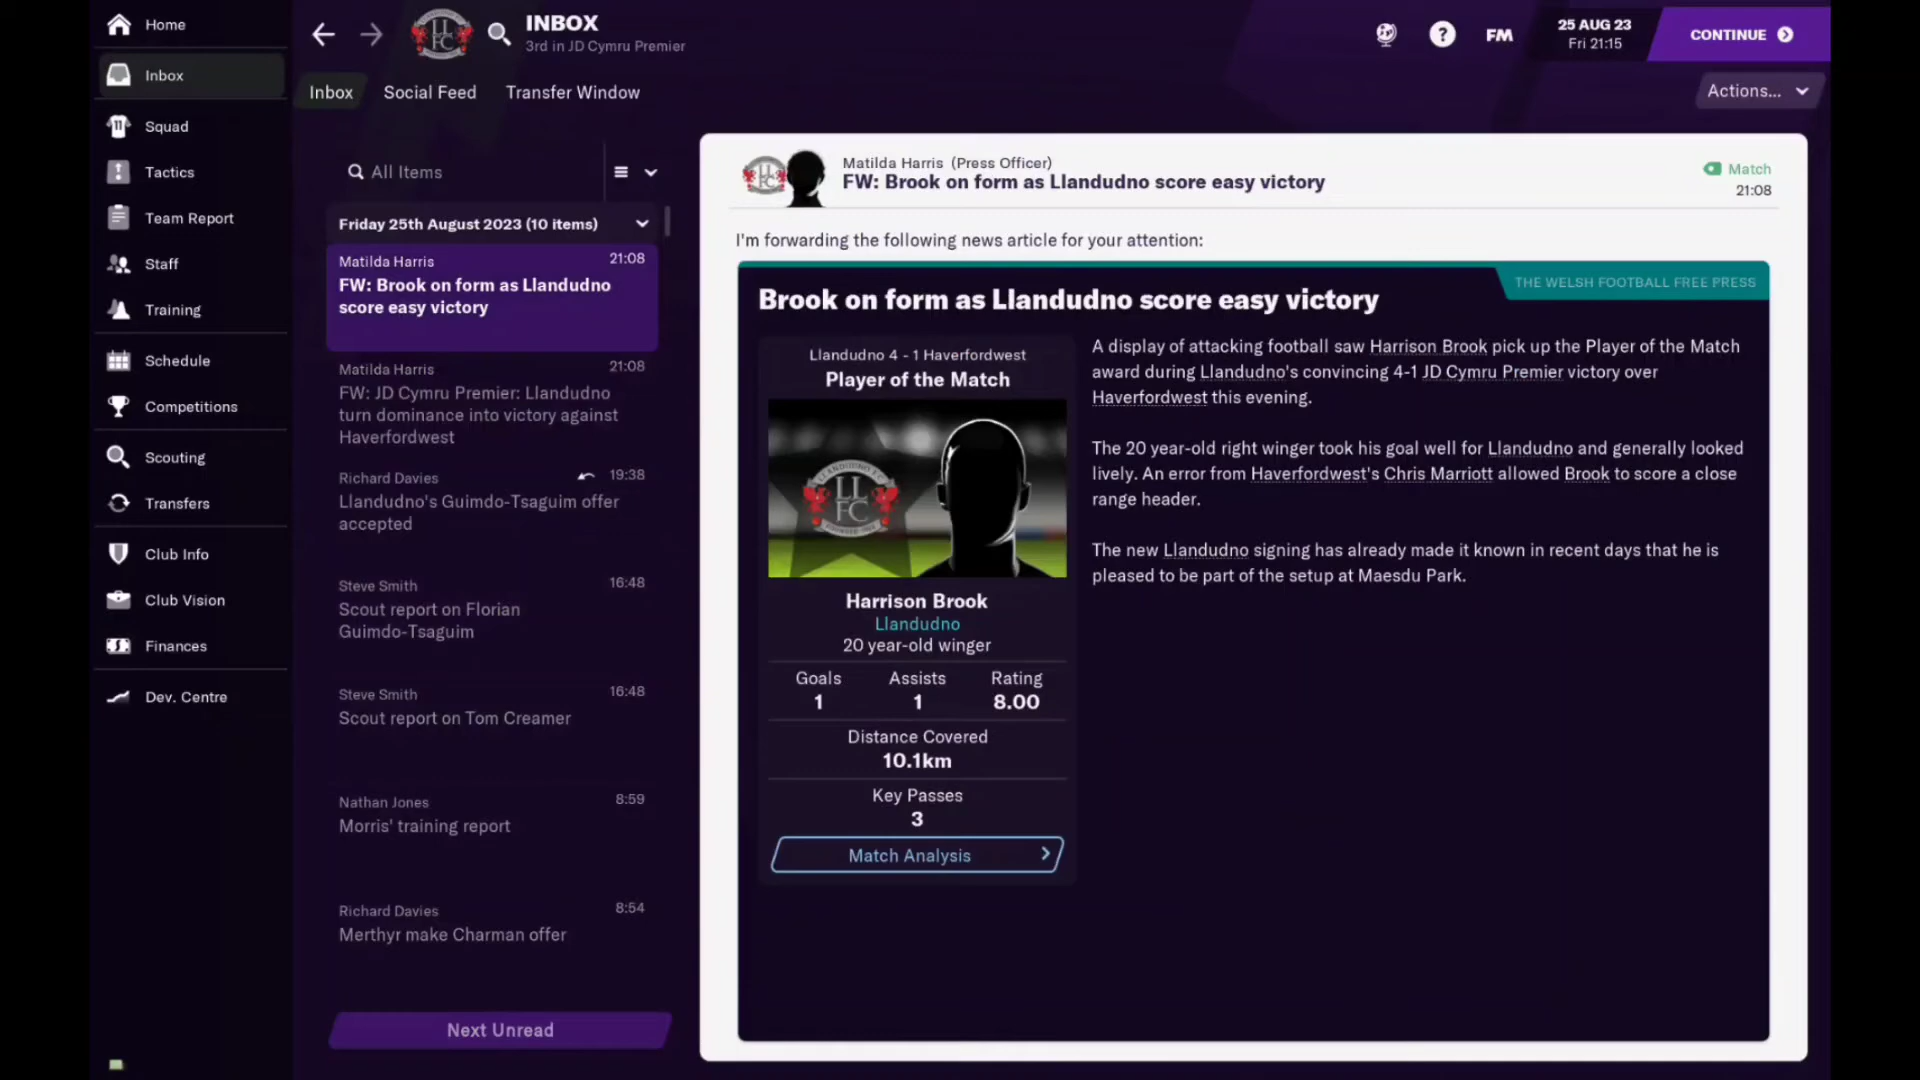 Home
Inbox
Squad
Tactics
Team Report
Staff
Training
Schedule
Competitions
Scouting
Transfers
Club Info
Club Vision
Finances
Dev. Centre
INBOX
3rd in JD Cymru Premier
FM
25 AUG 23
Fri 21:15
CONTINUE
Inbox
Social Feed
Transfer Window
Actions...
All Items
Friday 25th August 2023 (10 items)
Matilda Harris 21:08
FW: Brook on form as Llandudno
score easy victory
Matilda Harris 21:08
FW: JD Cymru Premier: Llandudno
turn dominance into victory against
Haverfordwest
Richard Davies 19:38
Llandudno's Guimdo-Tsaguim offer
accepted
Steve Smith 16:48
Scout report on Florian
Guimdo-Tsaguim
Steve Smith 16:48
Scout report on Tom Creamer
Nathan Jones 8:59
Morris' training report
Richard Davies 8:54
Merthyr make Charman offer
Next Unread
Matilda Harris (Press Officer)
FW: Brook on form as Llandudno score easy victory
Match
21:08
I'm forwarding the following news article for your attention:
THE WELSH FOOTBALL FREE PRESS
Brook on form as Llandudno score easy victory
Llandudno 4 - 1 Haverfordwest
Player of the Match
LL
FC
Harrison Brook
Llandudno
20 year-old winger
Goals Assists Rating
1 1 8.00
Distance Covered
10.1km
Key Passes
3
Match Analysis
A display of attacking football saw Harrison Brook pick up the Player of the Match
award during Llandudno's convincing 4-1 JD Cymru Premier victory over
Haverfordwest this evening.
The 20 year-old right winger took his goal well for Llandudno and generally looked
lively. An error from Haverfordwest's Chris Marriott allowed Brook to score a close
range header.
The new Llandudno signing has already made it known in recent days that he is
pleased to be part of the setup at Maesdu Park.